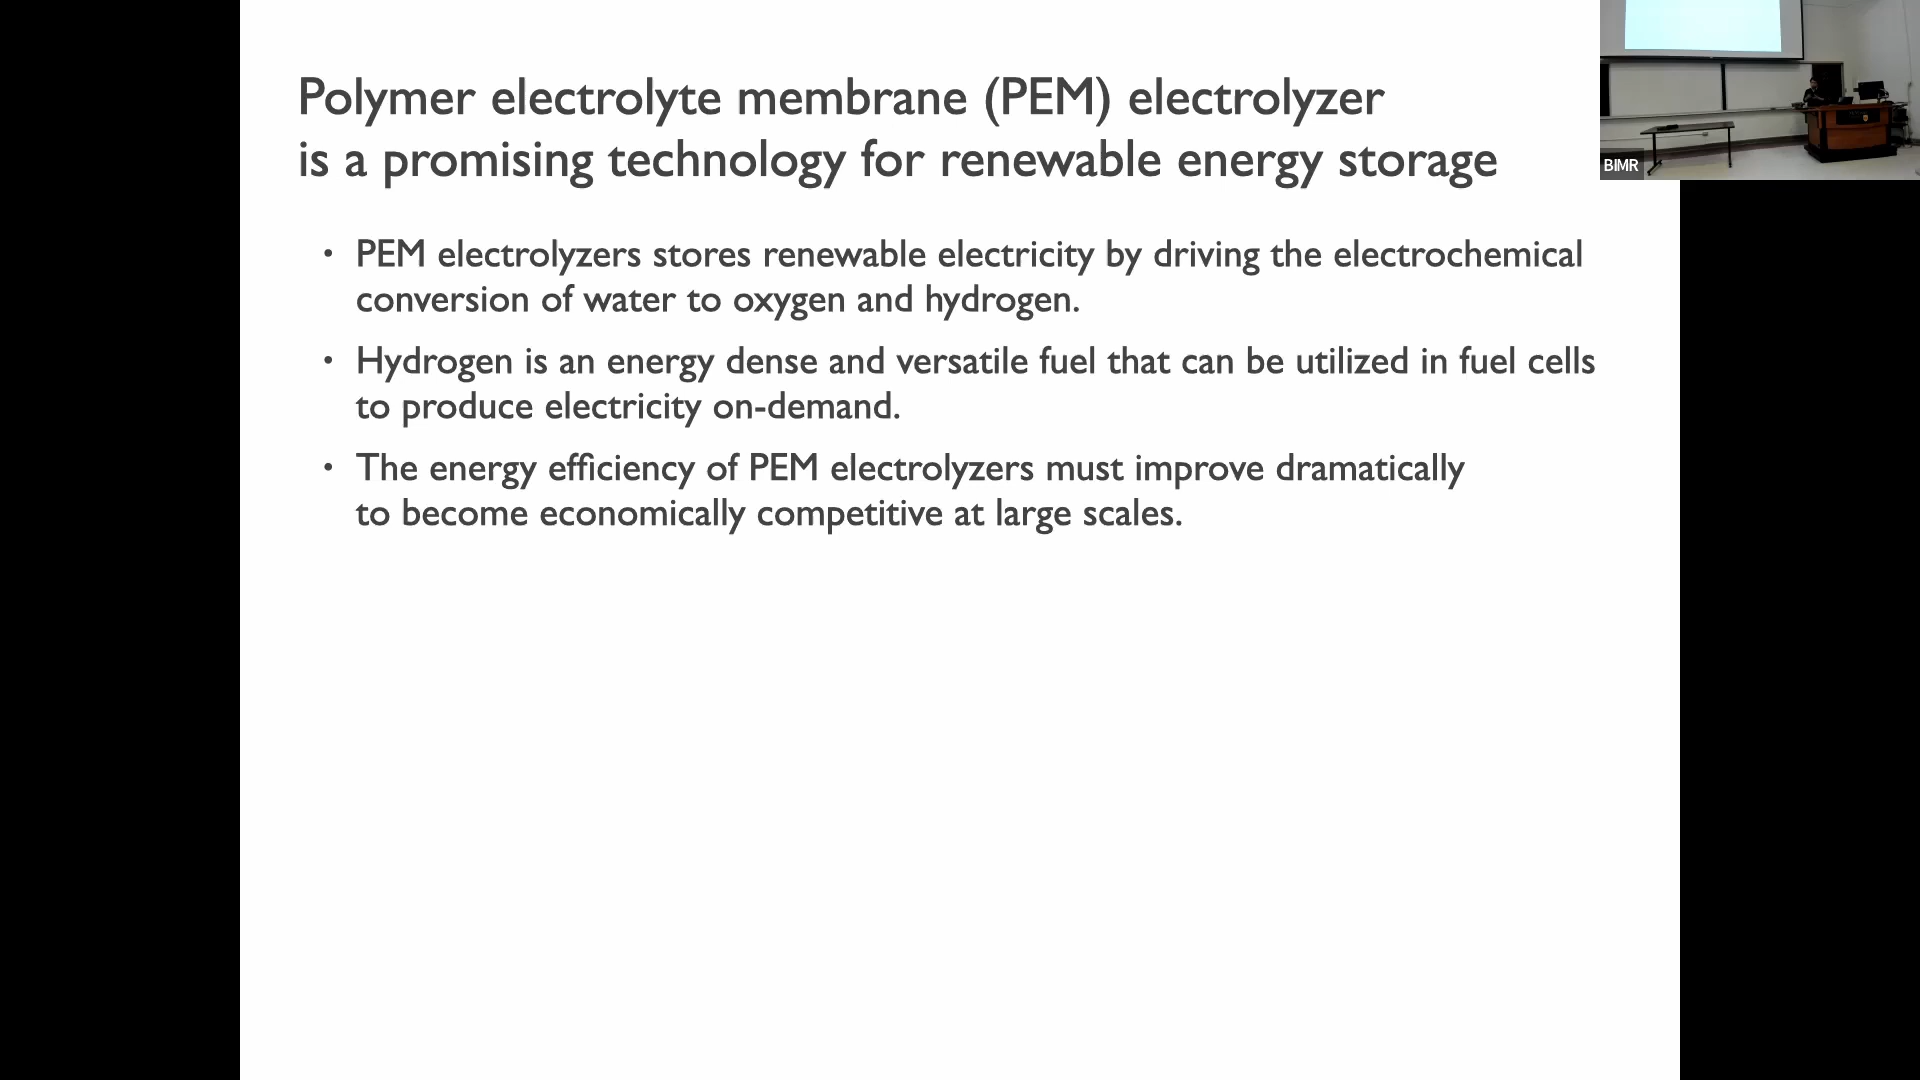 Polymer electrolyte membrane (PEM) electrolyzer
is a promising technology for renewable energy storage
• PEM electrolyzers stores renewable electricity by driving the electrochemical
conversion of water to oxygen and hydrogen.
• Hydrogen is an energy dense and versatile fuel that can be utilized in fuel cells
to produce electricity on-demand.
• The energy efficiency of PEM electrolyzers must improve dramatically
to become economically competitive at large scales.
BIMR